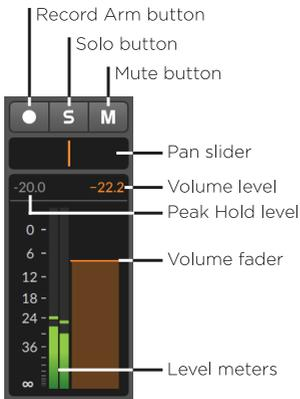 Record Arm button
Solo button
Mute button
S M
Pan slider
-20.0 -22.2 Volume level
Peak Hold level
0 -
6 - Volume fader
12 -
18 -
24 -
36 -
Level meters
∞